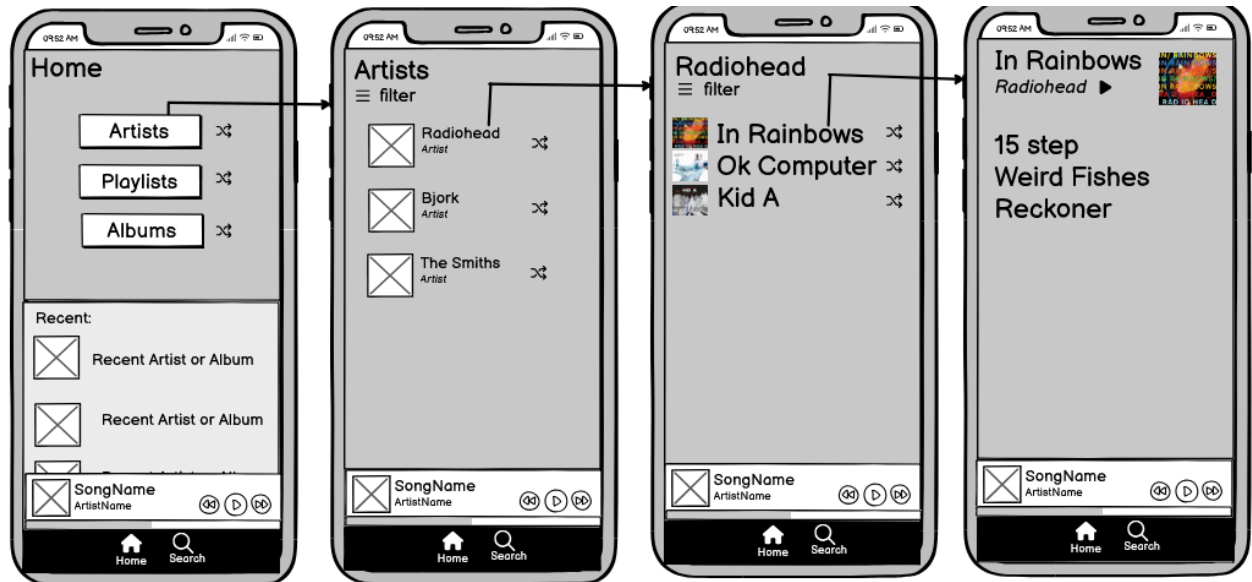 09:52 AM
Home
Artists
Playlists
Albums
Recent:
Recent Artist or Album
Recent Artist or Album
SongName
ArtistName
Home
Search
09:52 AM
Artists
filter
Radiohead
Artist
Bjork
Artist
The Smiths
Artist
SongName
ArtistName
Home
Search
09:52 AM
Radiohead
filter
In Rainbows
Ok Computer
Kid A
SongName
ArtistName
Home
Search
09:52 AM
In Rainbows
Radiohead
15 step
Weird Fishes
Reckoner
SongName
ArtistName
Home
Search